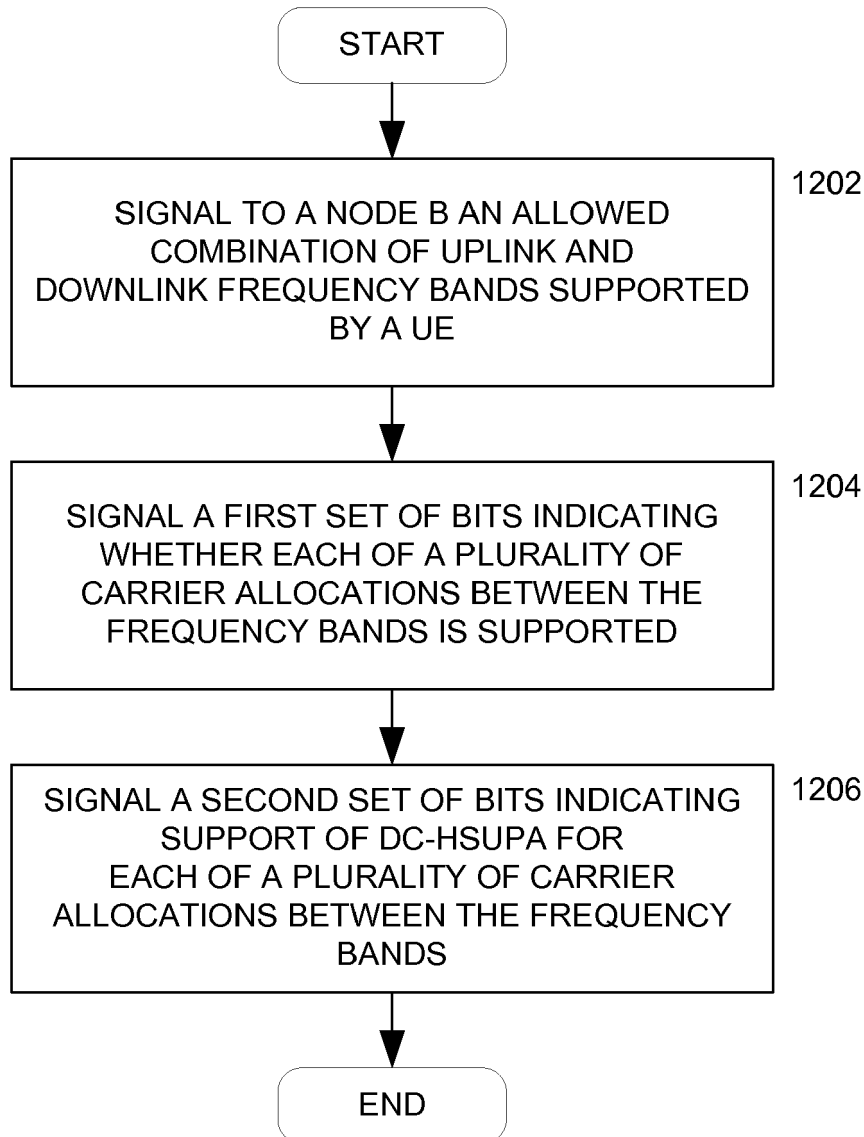 START
1202
SIGNAL TO A NODE B AN ALLOWED
COMBINATION OF UPLINK AND
DOWNLINK FREQUENCY BANDS SUPPORTED
BY A UE
1204
SIGNAL A FIRST SET OF BITS INDICATING
WHETHER EACH OF A PLURALITY OF
CARRIER ALLOCATIONS BETWEEN THE
FREQUENCY BANDS IS SUPPORTED
1206
SIGNAL A SECOND SET OF BITS INDICATING
SUPPORT OF DC-HSUPA FOR
EACH OF A PLURALITY OF CARRIER
ALLOCATIONS BETWEEN THE FREQUENCY
BANDS
END